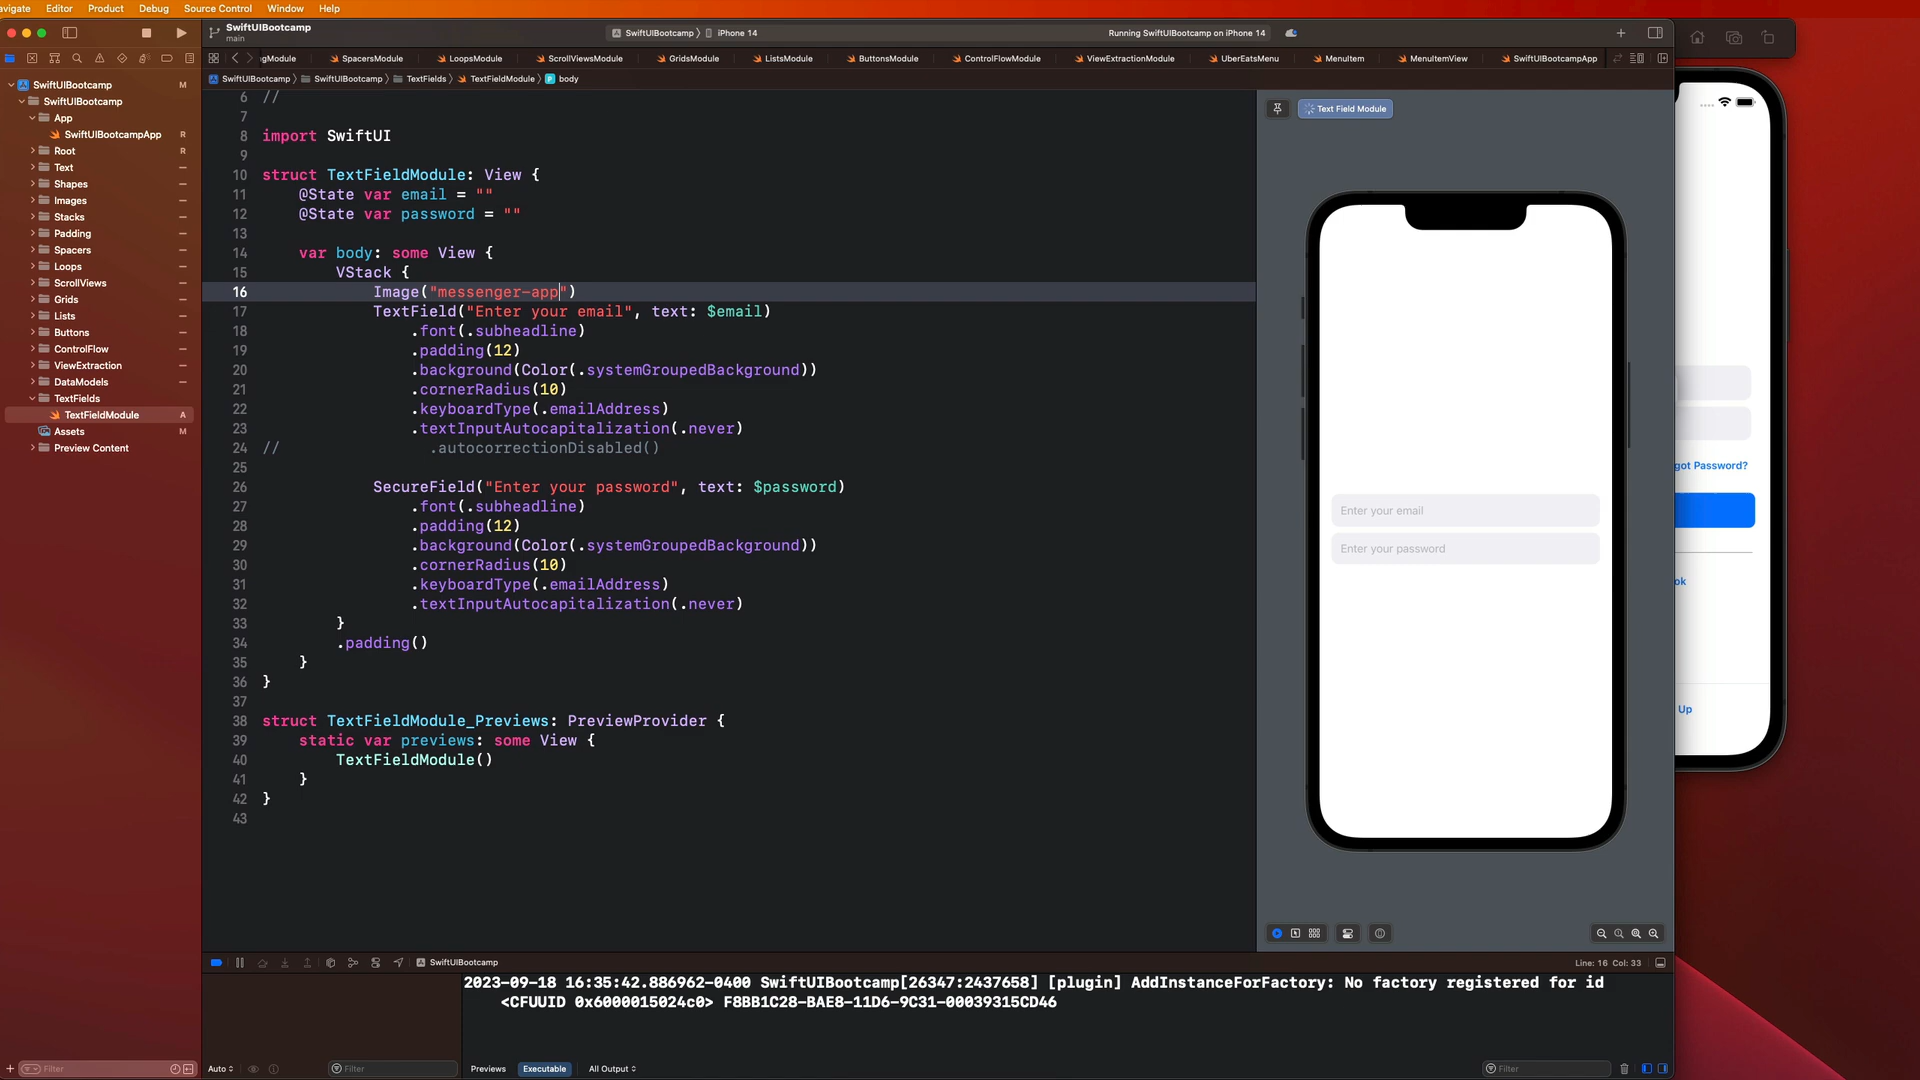 avigate Editor Product Debug Source Control Window Help
SwiftUIBootcamp
main
SwiftUIBootcamp 〉 iPhone 14
Running SwiftUIBootcamp on iPhone 14
gModule SpacersModule LoopsModule ScrollViewsModule GridsModule ListsModule ButtonsModule ControlFlowModule ViewExtractionModule UberEatsMenu MenuItem MenuItemView SwiftUIBootcampApp
SwiftUIBootcamp 〉 SwiftUIBootcamp 〉 TextFields 〉 TextFieldModule 〉 P body
SwiftUIBootcamp M
SwiftUIBootcamp
App
SwiftUIBootcampApp R
Root R
Text
Shapes
Images
Stacks
Padding
Spacers
Loops
ScrollViews
Grids
Lists
Buttons
ControlFlow
ViewExtraction
DataModels
TextFields
TextFieldModule A
Assets M
Preview Content
6 //
7
8 import SwiftUI
9
10 struct TextFieldModule: View {
11 @State var email = ""
12 @State var password = ""
13
14 var body: some View {
15 VStack {
16 Image("messenger-app")
17 TextField("Enter your email", text: $email)
18 .font(.subheadline)
19 .padding(12)
20 .background(Color(.systemGroupedBackground))
21 .cornerRadius(10)
22 .keyboardType(.emailAddress)
23 .textInputAutocapitalization(.never)
24 // .autocorrectionDisabled()
25
26 SecureField("Enter your password", text: $password)
27 .font(.subheadline)
28 .padding(12)
29 .background(Color(.systemGroupedBackground))
30 .cornerRadius(10)
31 .keyboardType(.emailAddress)
32 .textInputAutocapitalization(.never)
33 }
34 .padding()
35 }
36 }
37
38 struct TextFieldModule_Previews: PreviewProvider {
39 static var previews: some View {
40 TextFieldModule()
41 }
42 }
43
Text Field Module
Enter your email
Enter your password
got Password?
ok
Up
SwiftUIBootcamp
Line: 16 Col: 33
2023-09-18 16:35:42.886962-0400 SwiftUIBootcamp[26347:2437658] [plugin] AddInstanceForFactory: No factory registered for id
<CFUUID 0x6000015024c0> F8BB1C28-BAE8-11D6-9C31-00039315CD46
Filter
Auto
Filter
Previews Executable All Output
Filter